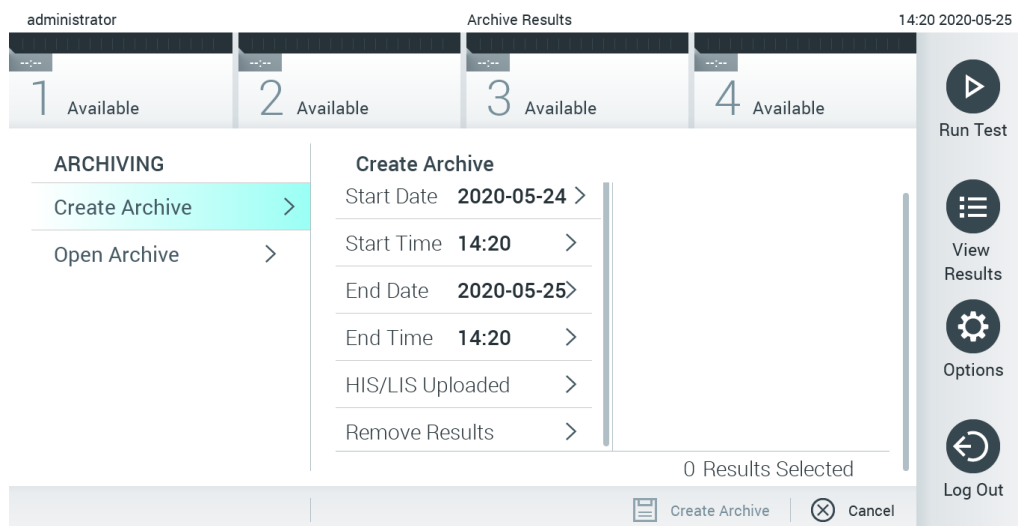 administrator Archive Results 14:20 2020-05-25
--:-- --:-- --:-- --:--
1 Available 2 Available 3 Available 4 Available
Run Test
ARCHIVING
Create Archive
Open Archive
Create Archive
Start Date 2020-05-24
Start Time 14:20
End Date 2020-05-25
End Time 14:20
HIS/LIS Uploaded
Remove Results
0 Results Selected
View
Results
Options
Log Out
Create Archive Cancel